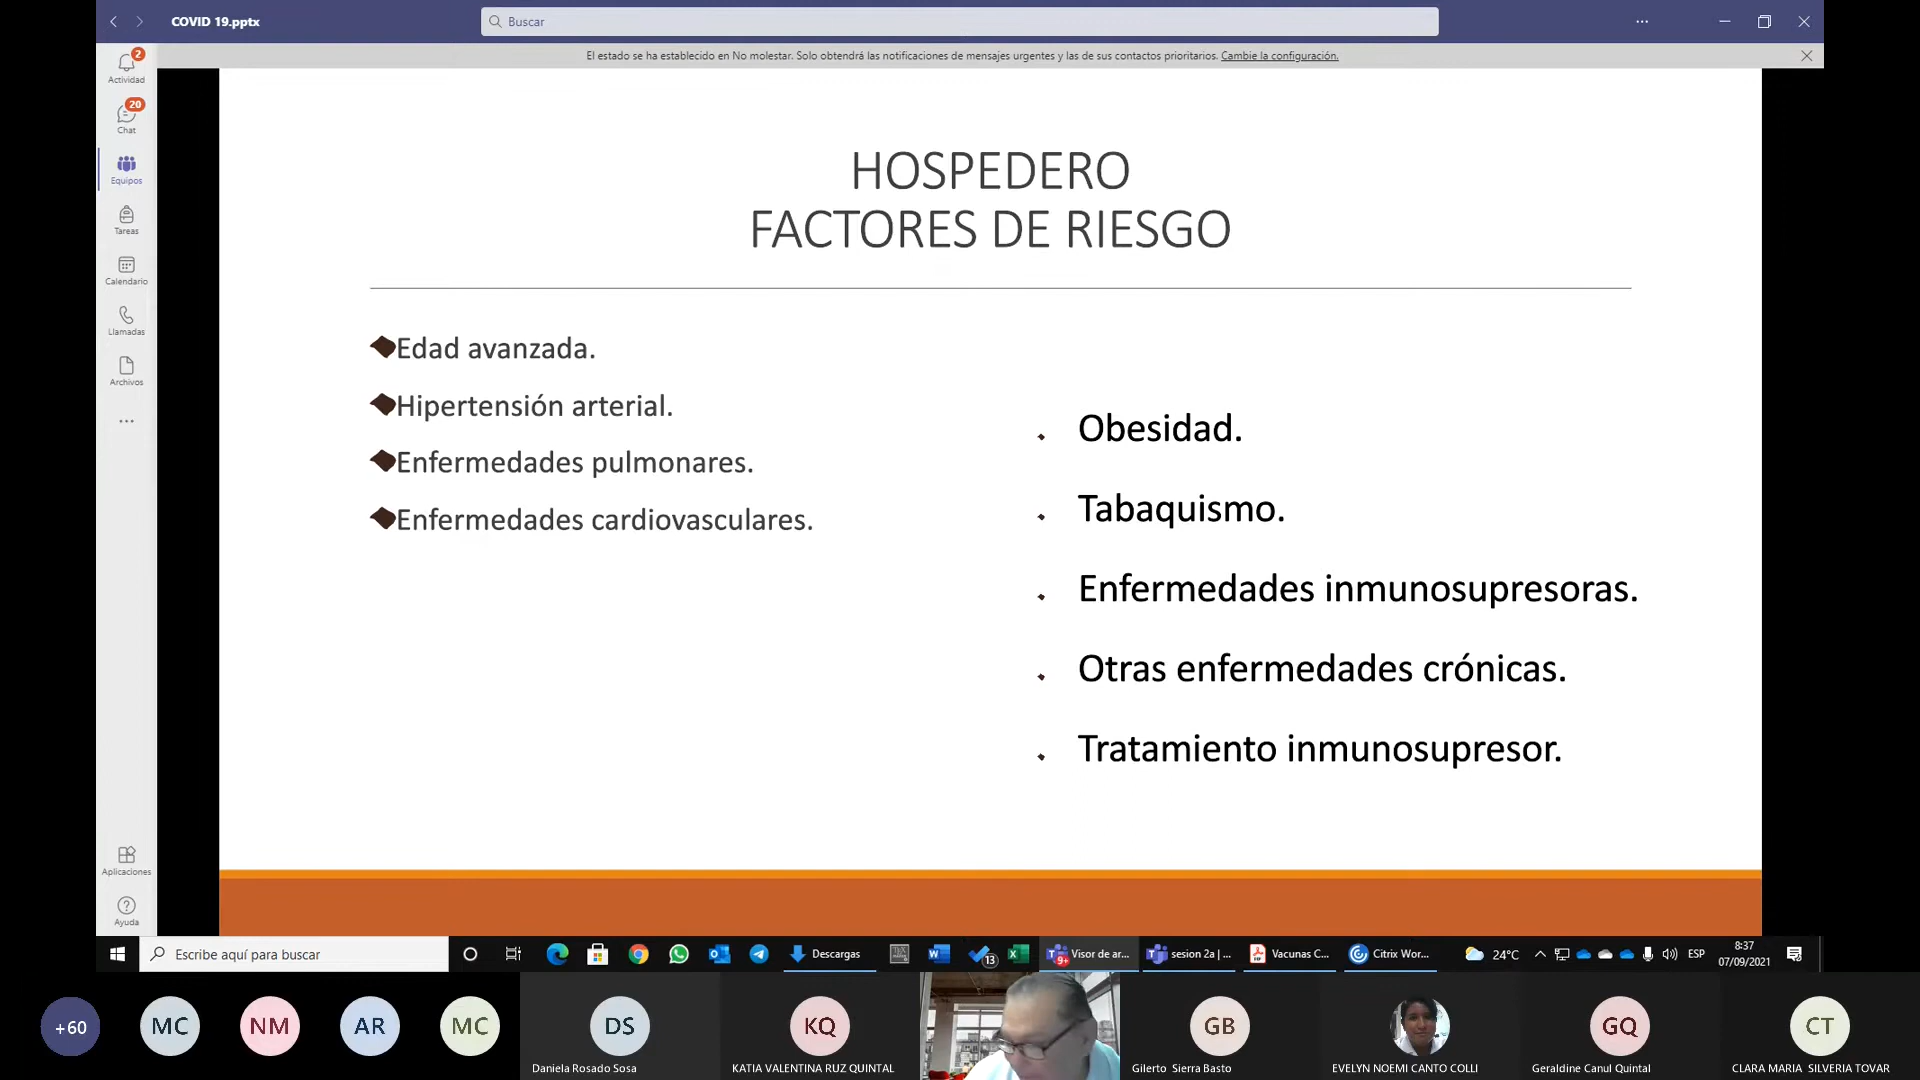 COVID 19.pptx
Buscar
El estado se ha establecido en No molestar. Solo obtendrá las notificaciones de mensajes urgentes y las de sus contactos prioritarios. Cambie la configuración.
2
Actividad
20
Chat
Equipos
Tareas
Calendario
Llamadas
Archivos
Aplicaciones
Ayuda
HOSPEDERO
FACTORES DE RIESGO
Edad avanzada.
Hipertensión arterial.
Enfermedades pulmonares.
Enfermedades cardiovasculares.
Obesidad.
Tabaquismo.
Enfermedades inmunosupresoras.
Otras enfermedades crónicas.
Tratamiento inmunosupresor.
Escribe aquí para buscar
Descargas
13
9+
Visor de ar...
sesion 2a | ...
Vacunas C...
Citrix Wor...
24°C
ESP
8:37
07/09/2021
+60
MC
NM
AR
MC
DS
Daniela Rosado Sosa
KQ
KATIA VALENTINA RUZ QUINTAL
GB
Gilerto Sierra Basto
EVELYN NOEMI CANTO COLLI
GQ
Geraldine Canul Quintal
CT
CLARA MARIA SILVERIA TOVAR